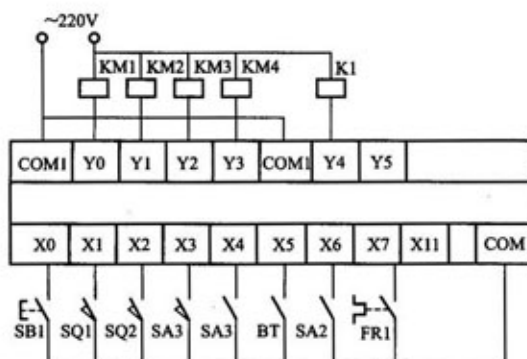 ~220V
KM1 KM2 KM3 KM4 K1
COM1 Y0 Y1 Y2 Y3 COM1 Y4 Y5
X0 X1 X2 X3 X4 X5 X6 X7 X11 COM
SB1 SQ1 SQ2 SA3 SA3 BT SA2 FR1